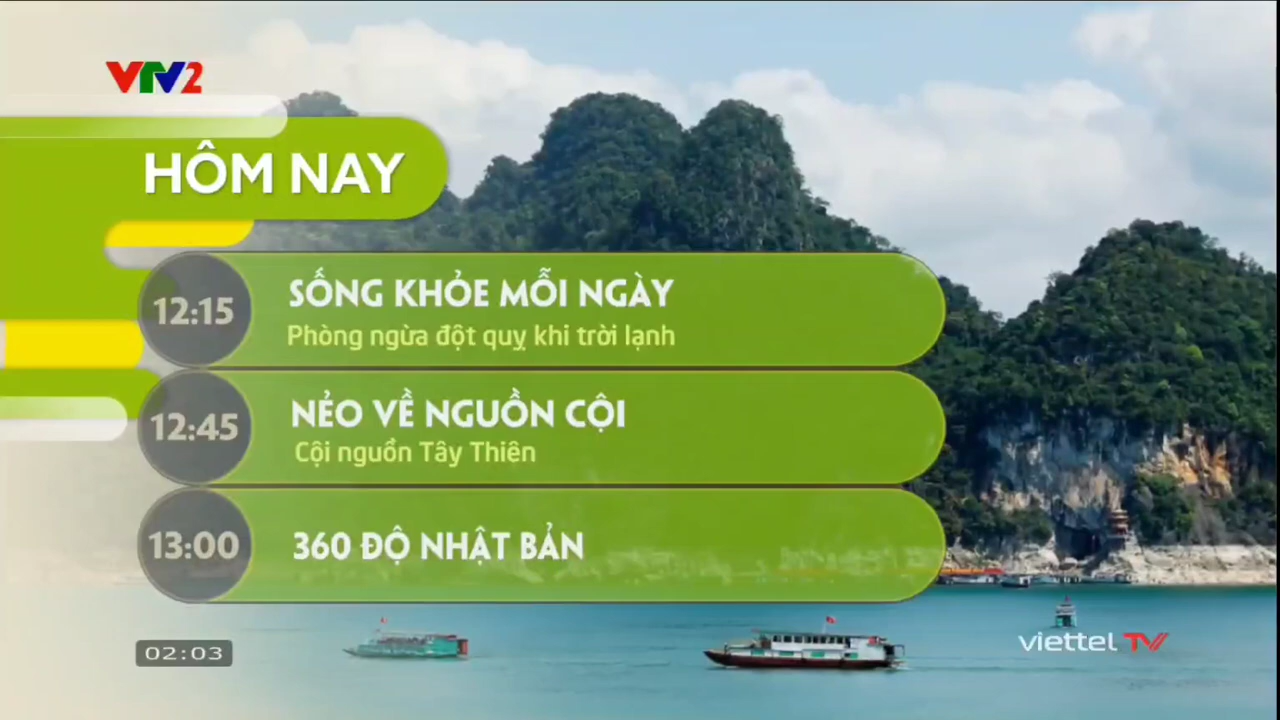 VTV2
HÔM NAY
12:15
SỐNG KHỎE MỖI NGÀY
Phòng ngừa đột quỵ khi trời lạnh
12:45
NẺO VỀ NGUỒN CỘI
Cội nguồn Tây Thiên
13:00
360 ĐỘ NHẬT BẢN
02:03
viettel TV